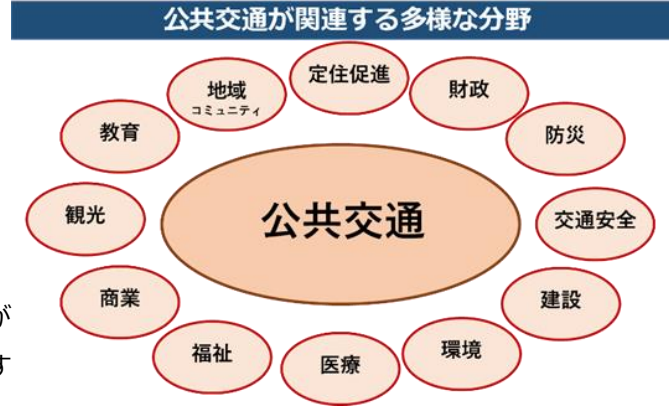 公共交通が関連する多様な分野
定住促進
財政
防災
交通安全
建設
環境
医療
福祉
商業
観光
教育
地域
コミュニティ
公共交通
が
す